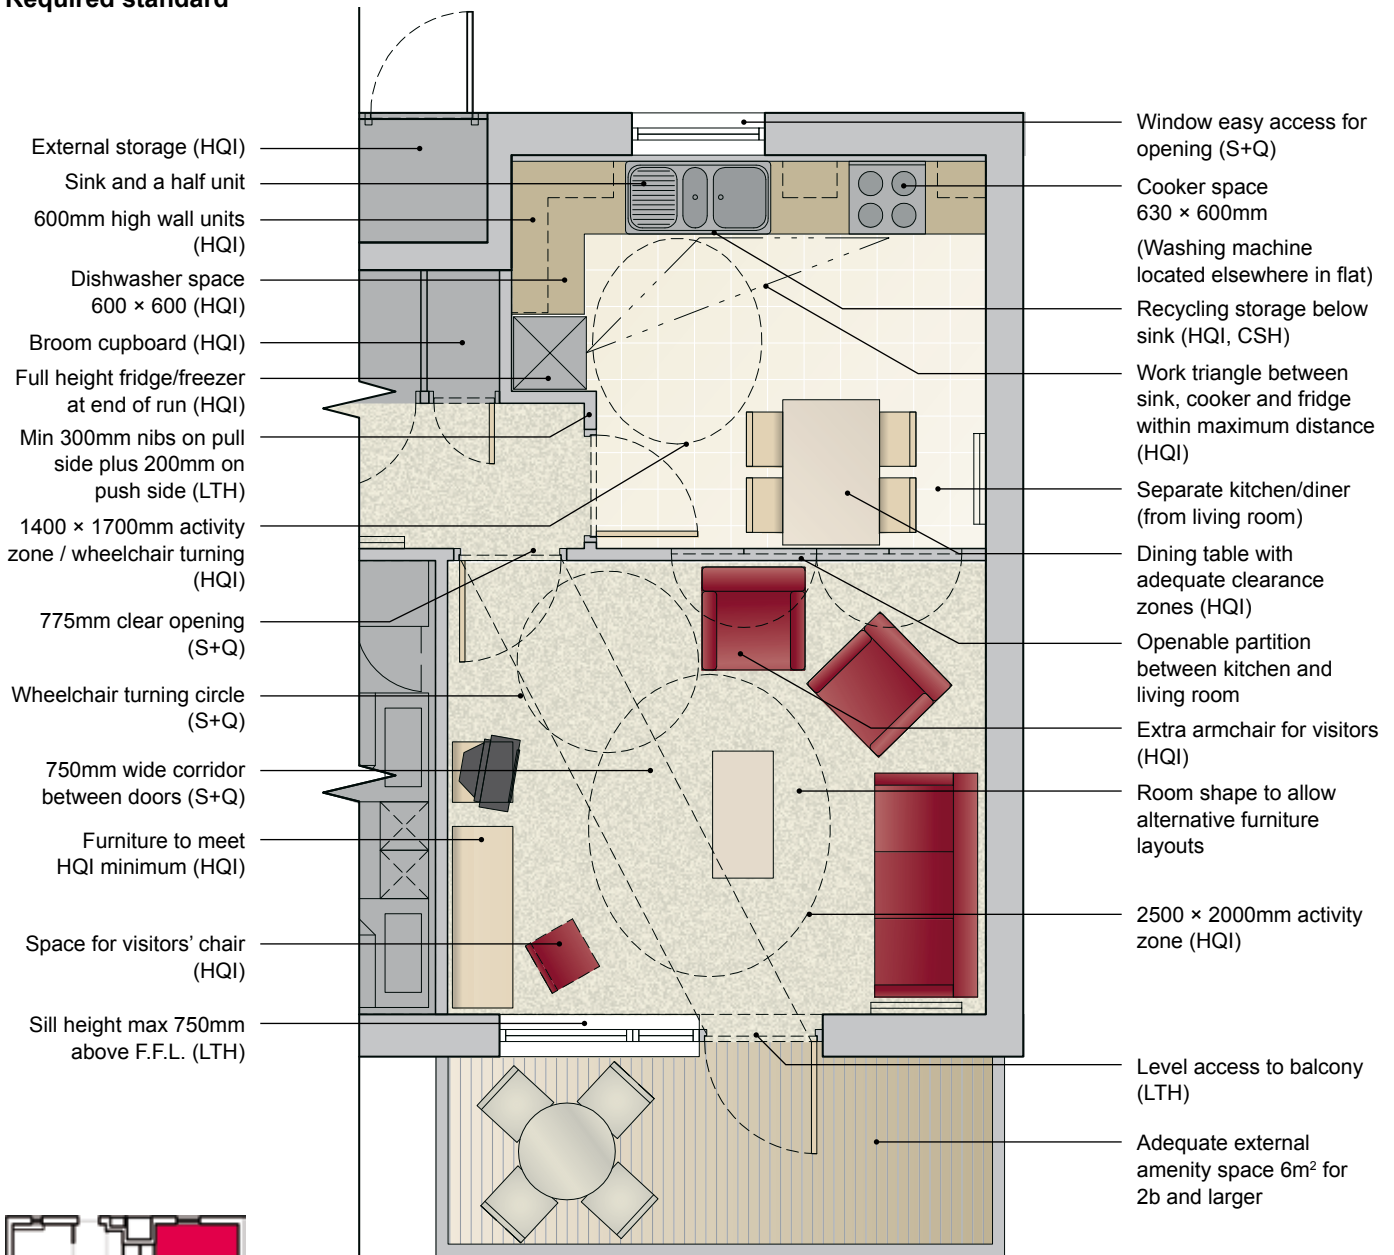 Required standard
External storage (HQI)
Sink and a half unit
600mm high wall units
(HQI)
Dishwasher space
600 × 600 (HQI)
Broom cupboard (HQI)
Full height fridge/freezer
at end of run (HQI)
Min 300mm nibs on pull
side plus 200mm on
push side (LTH)
1400 × 1700mm activity
zone / wheelchair turning
(HQI)
775mm clear opening
(S+Q)
Wheelchair turning circle
(S+Q)
750mm wide corridor
between doors (S+Q)
Furniture to meet
HQI minimum (HQI)
Space for visitors’ chair
(HQI)
Sill height max 750mm
above F.F.L. (LTH)
Window easy access for
opening (S+Q)
Cooker space
630 × 600mm
(Washing machine
located elsewhere in flat)
Recycling storage below
sink (HQI, CSH)
Work triangle between
sink, cooker and fridge
within maximum distance
(HQI)
Separate kitchen/diner
(from living room)
Dining table with
adequate clearance
zones (HQI)
Openable partition
between kitchen and
living room
Extra armchair for visitors
(HQI)
Room shape to allow
alternative furniture
layouts
2500 × 2000mm activity
zone (HQI)
Level access to balcony
(LTH)
Adequate external
amenity space 6m² for
2b and larger